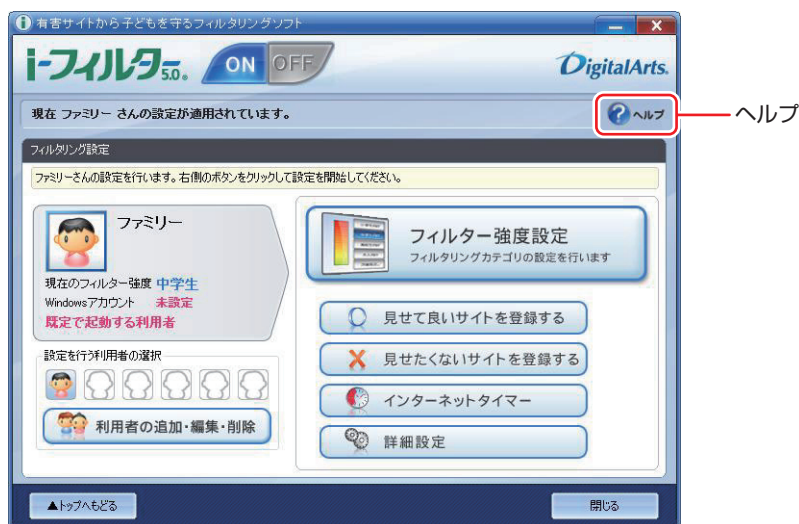 有害サイトから子どもを守るフィルタリングソフト
i-フィルター5.0. ON OFF
DigitalArts.
現在 ファミリー さんの設定が適用されています。
?ヘルプ
ヘルプ
フィルタリング設定
ファミリーさんの設定を行います。右側のボタンをクリックして設定を開始してください。
ファミリー
現在のフィルター強度 中学生
Windowsアカウント 未設定
既定で起動する利用者
設定を行う利用者の選択
利用者の追加・編集・削除
フィルター強度設定
フィルタリングカテゴリの設定を行います
見せて良いサイトを登録する
見せたくないサイトを登録する
インターネットタイマー
詳細設定
▲トップへもどる
閉じる